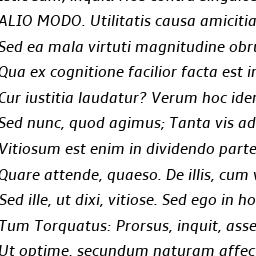 ALIO MODO. Utilitatis causa amicitia
Sed ea mala virtuti magnitudine obru
Qua ex cognitione facilior facta est in
Cur iustitia laudatur? Verum hoc iden
Sed nunc, quod agimus; Tanta vis ad
Vitiosum est enim in dividendo parte
Quare attende, quaeso. De illis, cum v
Sed ille, ut dixi, vitiose. Sed ego in ho
Tum Torquatus: Prorsus, inquit, asse
Ut optime, secundum naturam affec